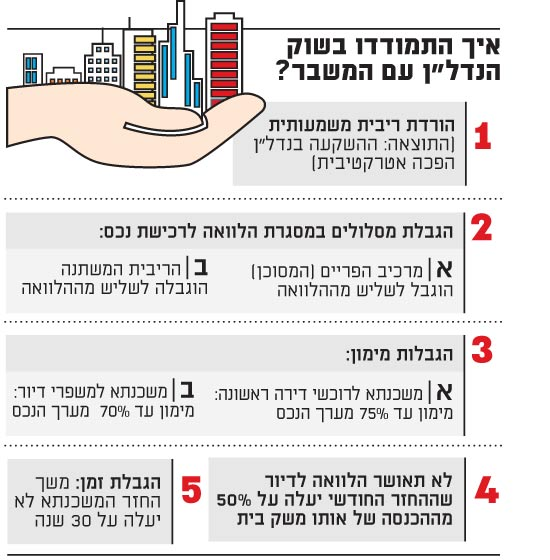 איך התמודדו בשוק
הנדל"ן עם המשבר?
1
הורדת ריבית משמעותית
(התוצאה: ההשקעה בנדל"ן
הפכה אטרקטיבית)
2
הגבלת מסלולים במסגרת הלוואה לרכישת נכס:
א | מרכיב הפריים (המסוכן)
הוגבל לשליש מההלוואה
ב | הריבית המשתנה
הוגבלה לשליש מההלוואה
3
הגבלות מימון:
א | משכנתא לרוכשי דירה ראשונה:
מימון עד 75% מערך הנכס
ב | משכנתא למשפרי דיור:
מימון עד 70% מערך הנכס
4
לא תאושר הלוואה לדיור
שההחזר החודשי יעלה על 50%
מההכנסה של אותו משק בית
5
הגבלת זמן: משך
החזר המשכנתא לא
יעלה על 30 שנה